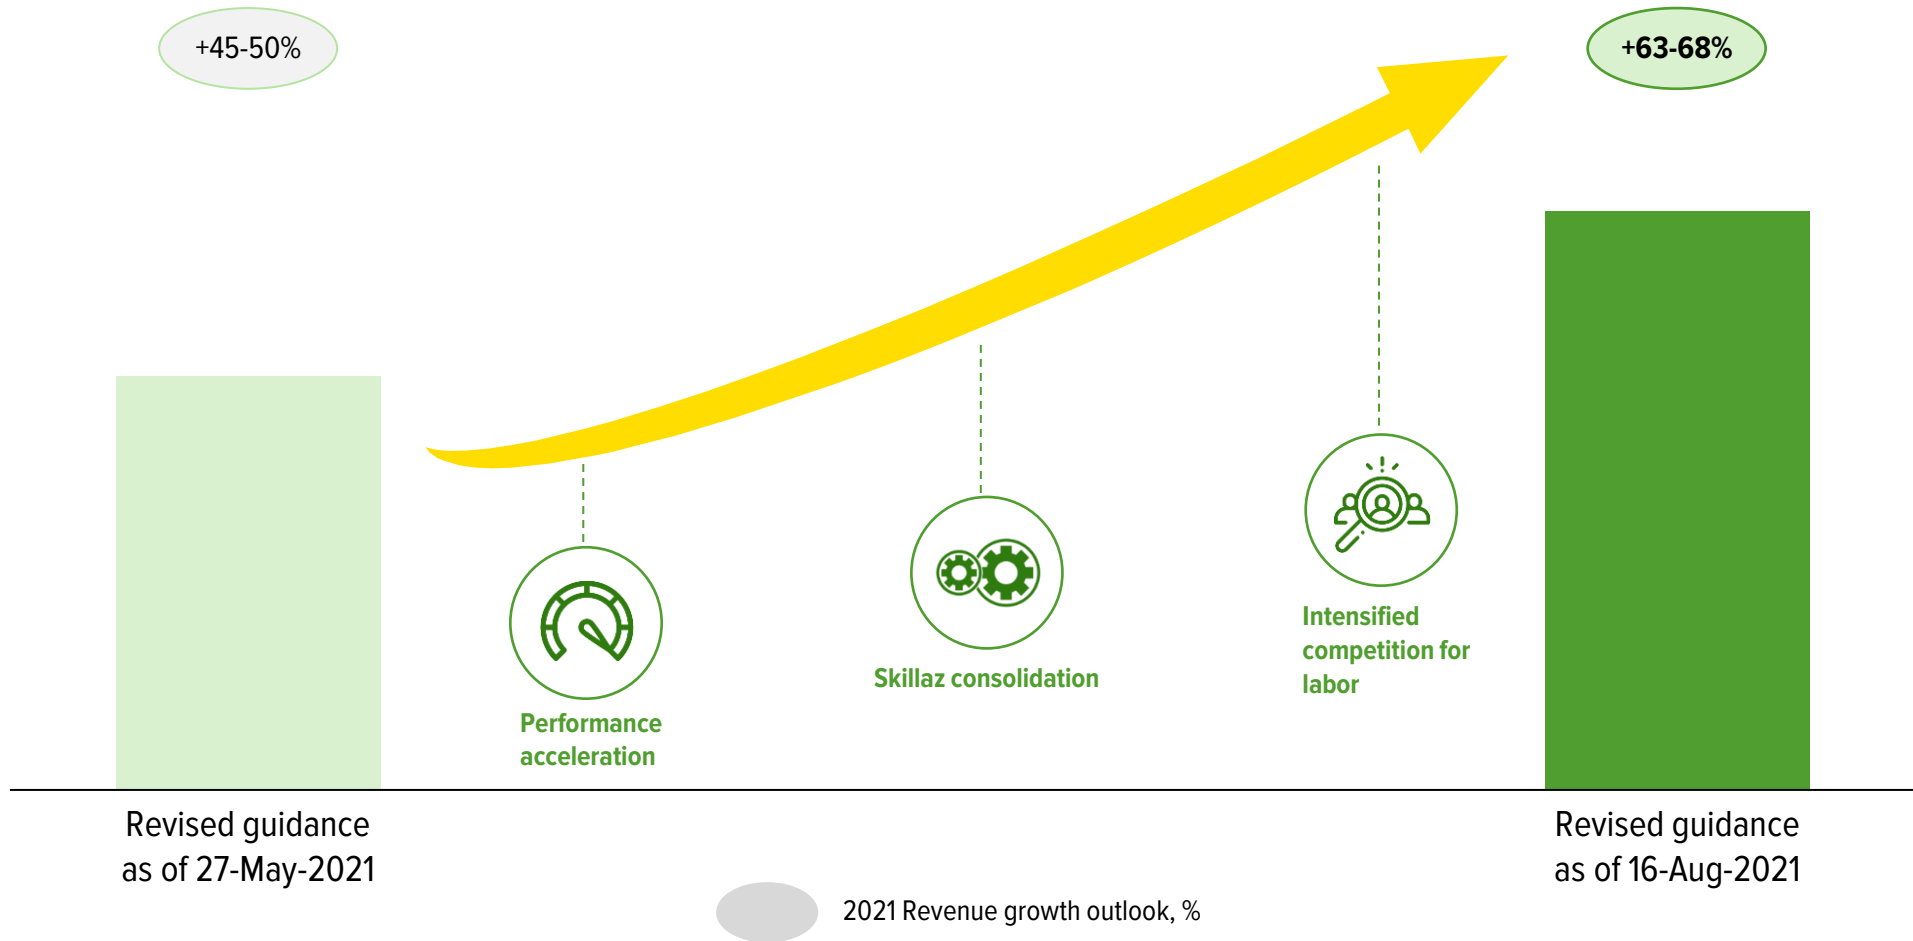 +45-50%
+63-68%
Performance
acceleration
Skillaz consolidation
Intensified
competition for
labor
Revised guidance
as of 27-May-2021
Revised guidance
as of 16-Aug-2021
2021 Revenue growth outlook, %